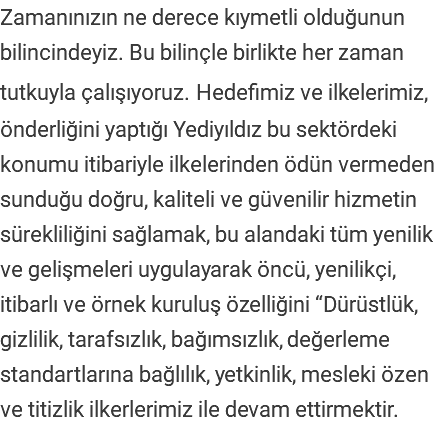 Zamanınızın ne derece kıymetli olduğunun
bilincindeyiz. Bu bilinçle birlikte her zaman
tutkuyla çalışıyoruz. Hedefimiz ve ilkelerimiz,
önderliğini yaptığı Yediyıldız bu sektördeki
konumu itibariyle ilkelerinden ödün vermeden
sunduğu doğru, kaliteli ve güvenilir hizmetin
sürekliliğini sağlamak, bu alandaki tüm yenilik
ve gelişmeleri uygulayarak öncü, yenilikçi,
itibarlı ve örnek kuruluş özelliğini “Dürüstlük,
gizlilik, tarafsızlık, bağımsızlık, değerleme
standartlarına bağlılık, yetkinlik, mesleki özen
ve titizlik ilkerlerimiz ile devam ettirmektir.